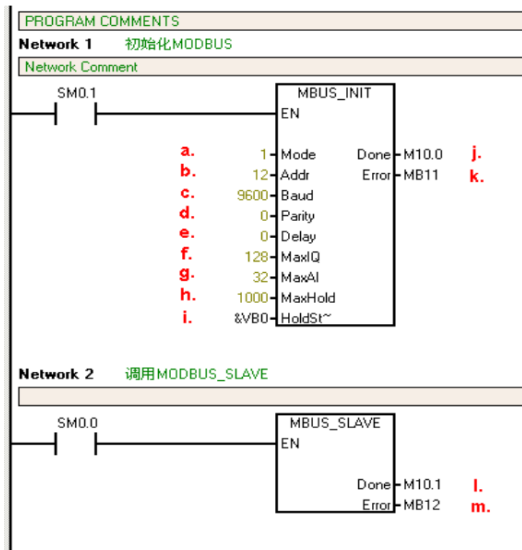 PROGRAM COMMENTS
Network 1 初始化MODBUS
Network Comment
SM0.1 MBUS_INIT
EN
a. 1 Mode Done M10.0 j.
b. 12 Addr Error MB11 k.
c. 9600 Baud
d. 0 Parity
e. 0 Delay
f. 128 MaxIQ
g. 32 MaxAI
h. 1000 MaxHold
i. &VB0 HoldSt~
Network 2 调用MODBUS_SLAVE
SM0.0 MBUS_SLAVE
EN
Done M10.1 l.
Error MB12 m.